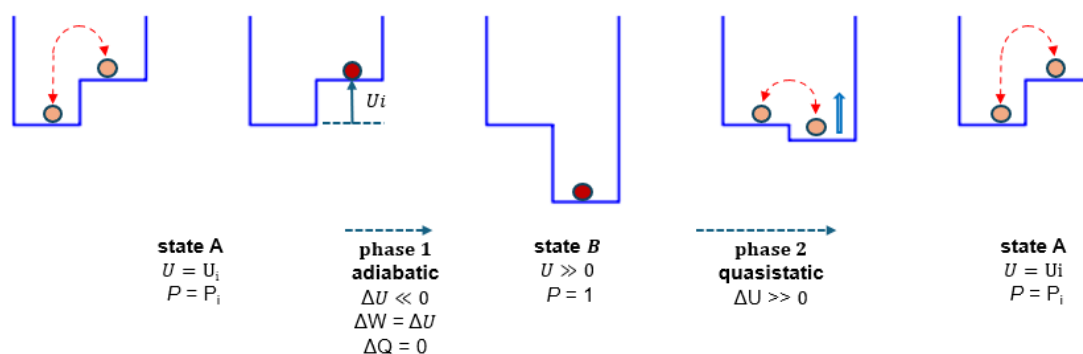 Ui
state A
U = Uᵢ
P = Pᵢ
phase 1
adiabatic
ΔU ≪ 0
ΔW = ΔU
ΔQ = 0
state B
U ≫ 0
P = 1
phase 2
quasistatic
ΔU >> 0
state A
U = Ui
P = Pᵢ